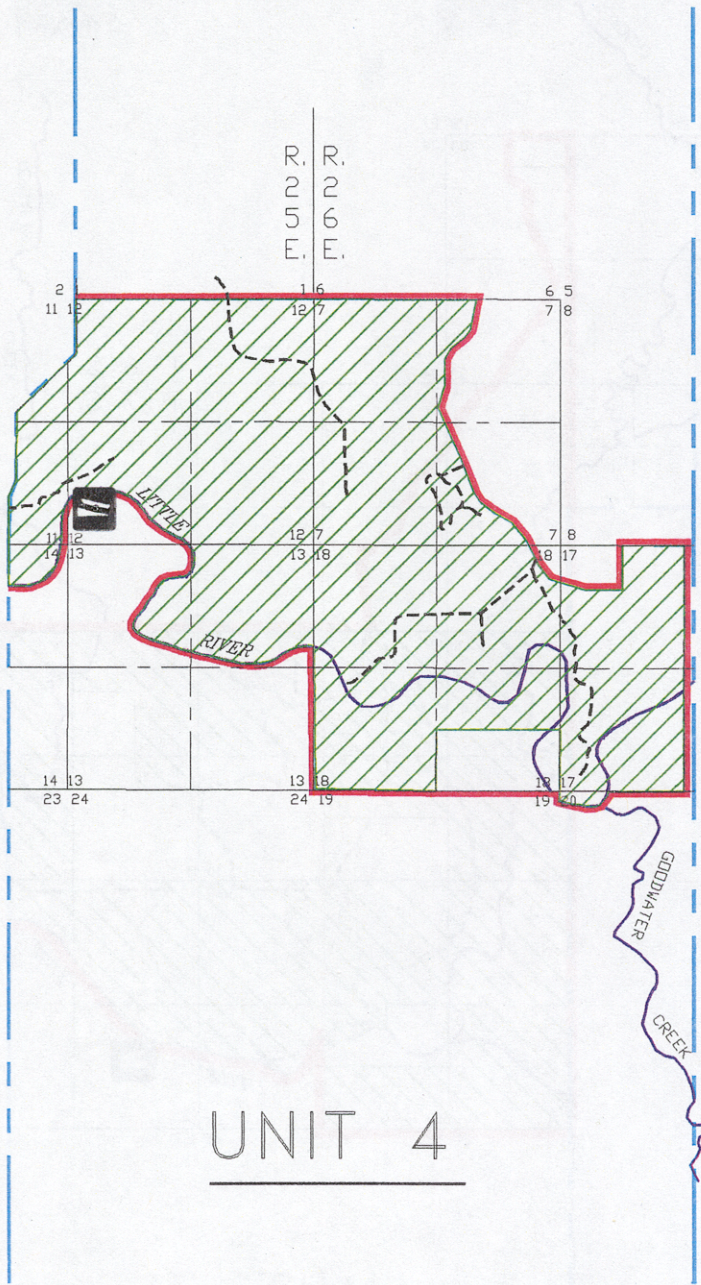 R. R.
2 2
5 6
E. E.
2 1 6 6 5
11 12 12 7 7 8
LITTLE
11 12 12 7 7 8
14 13 13 18 18 17
RIVER
14 13 13 18 18 17
23 24 24 19 19 20
GOODWATER
CREEK
UNIT 4